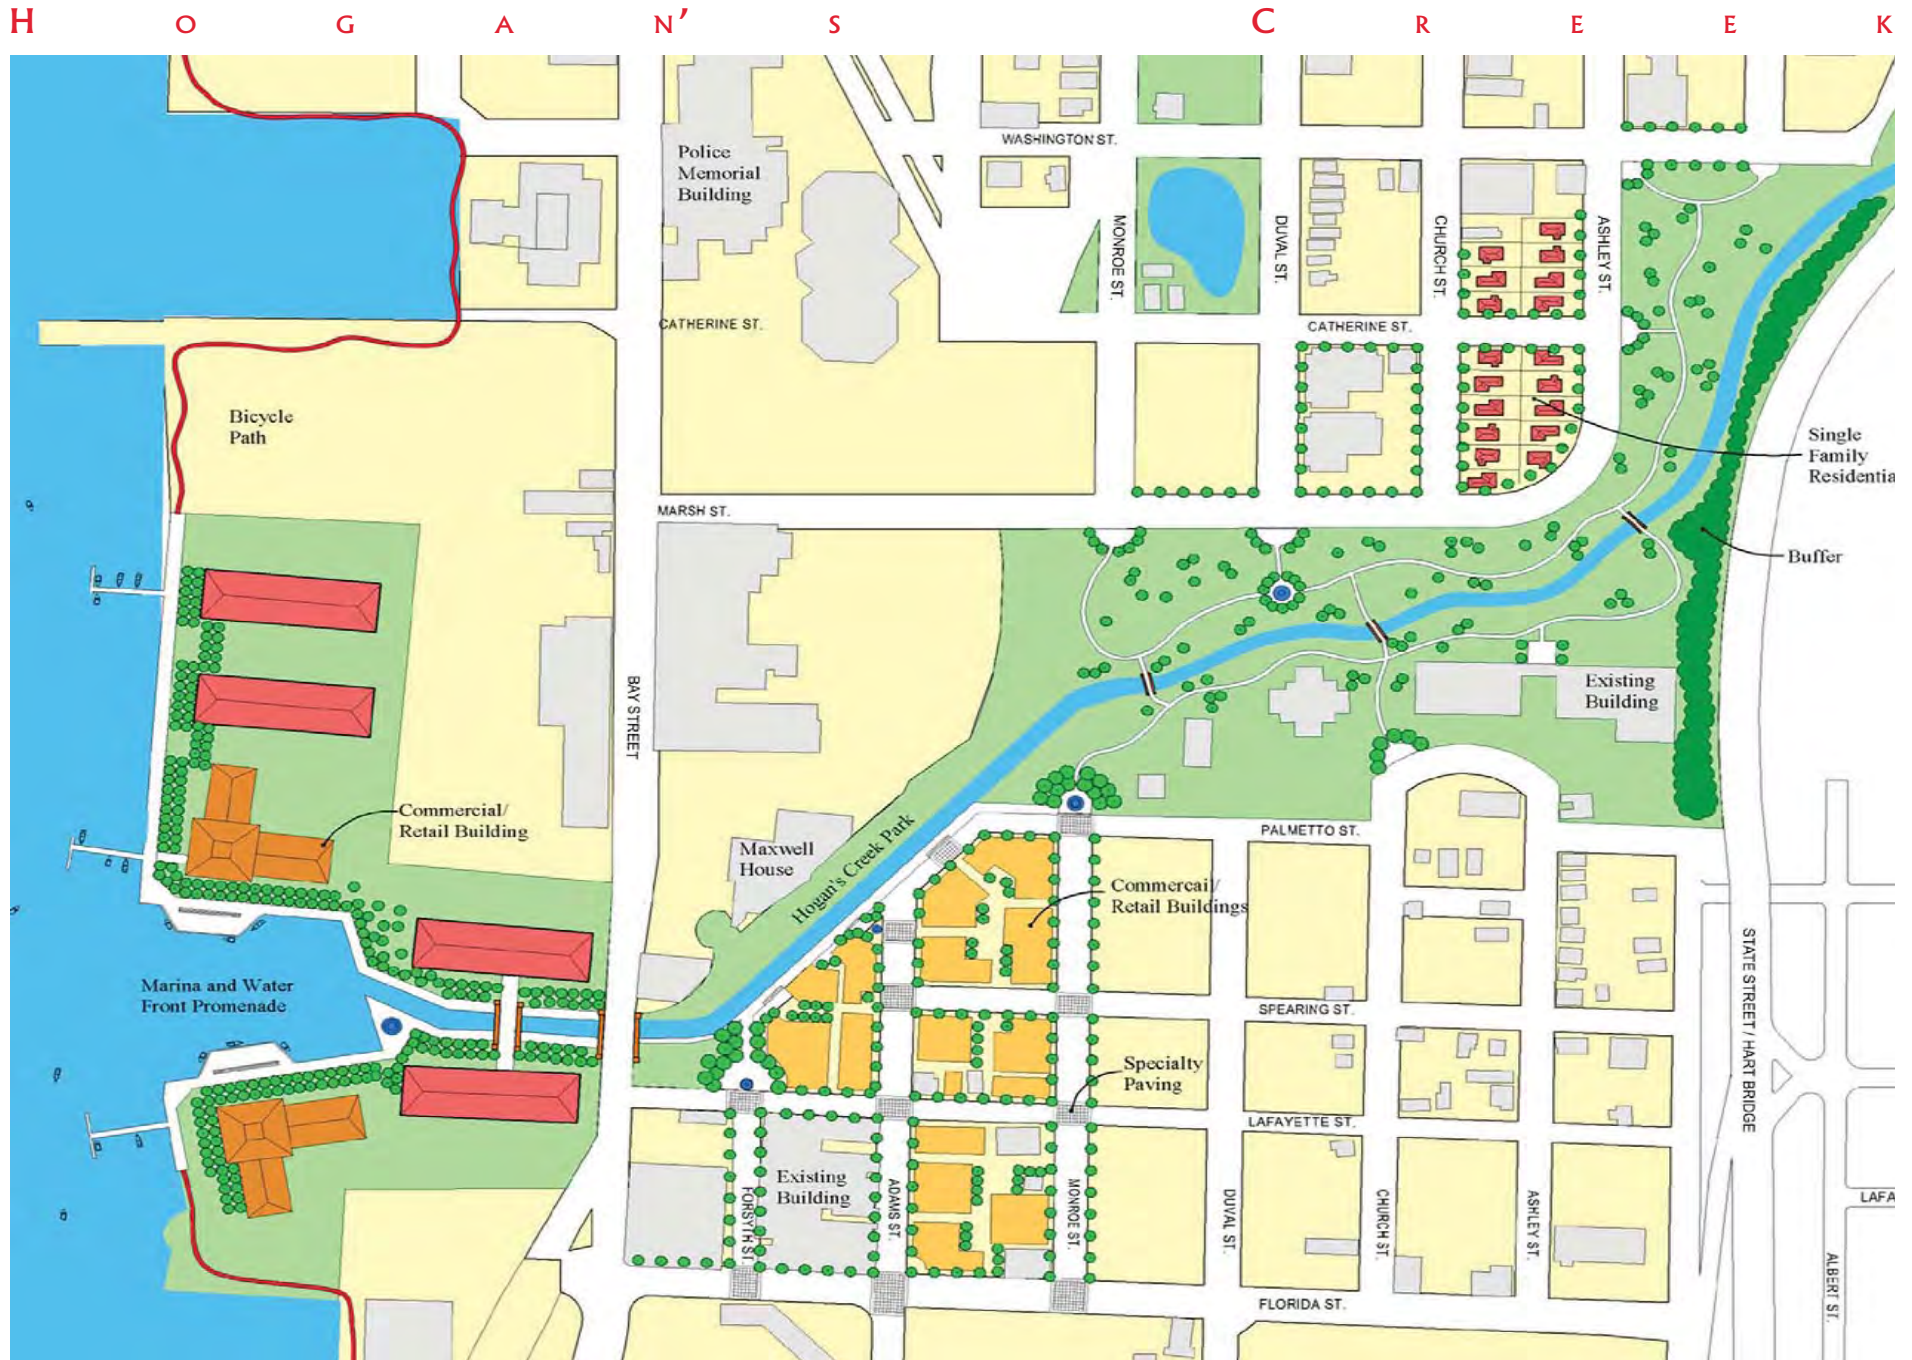 HOGAN'S CREEK
Police
Memorial
Building
WASHINGTON ST.
MONROE ST.
DUVAL ST.
CHURCH ST.
ASHLEY ST.
CATHERINE ST.
CATHERINE ST.
Bicycle
Path
Single
Family
Residentia
MARSH ST.
Buffer
BAY STREET
Existing
Building
Commercial/
Retail Building
Maxwell
House
Hogan's Creek Park
PALMETTO ST.
Commercail/
Retail Buildings
Marina and Water
Front Promenade
SPEARING ST.
STATE STREET / HART BRIDGE
Specialty
Paving
LAFAYETTE ST.
Existing
Building
FORSYTH ST.
ADAMS ST.
MONROE ST.
DUVAL ST.
CHURCH ST.
ASHLEY ST.
LAFA
ALBERT ST.
FLORIDA ST.